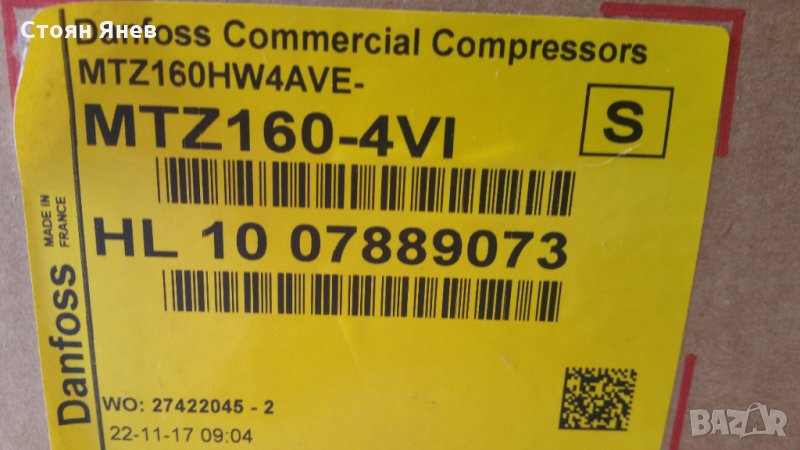 Стоян Янев
Danfoss Commercial Compressors
MTZ160HW4AVE-
MTZ160-4VI
S
HL 10 07889073
Danfoss
MADE IN
FRANCE
WO: 27422045 - 2
22-11-17 09:04
BAZAR